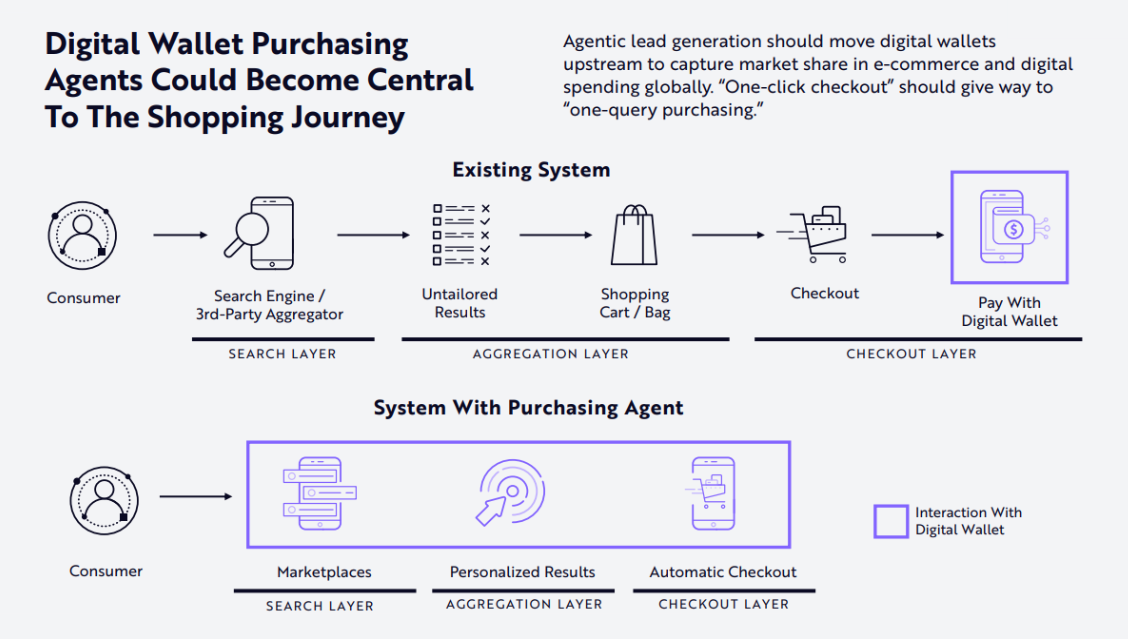 Digital Wallet Purchasing
Agents Could Become Central
To The Shopping Journey
Agentic lead generation should move digital wallets
upstream to capture market share in e-commerce and digital
spending globally. “One-click checkout” should give way to
“one-query purchasing.”
Existing System
Consumer
Search Engine /
3rd-Party Aggregator
Untailored
Results
Shopping
Cart / Bag
Checkout
$
Pay With
Digital Wallet
SEARCH LAYER
AGGREGATION LAYER
CHECKOUT LAYER
System With Purchasing Agent
Consumer
Marketplaces
Personalized Results
Automatic Checkout
SEARCH LAYER
AGGREGATION LAYER
CHECKOUT LAYER
Interaction With
Digital Wallet